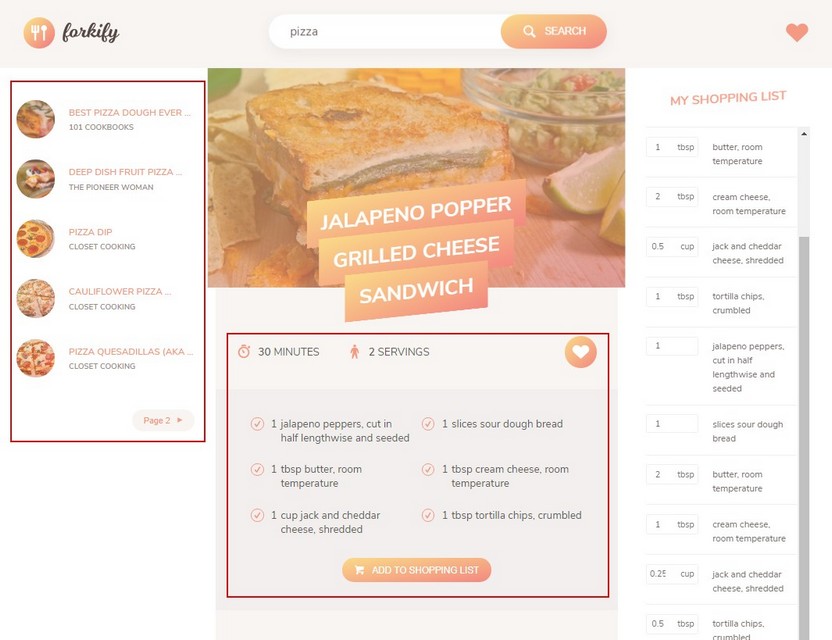 forkify
pizza
SEARCH
BEST PIZZA DOUGH EVER ...
101 COOKBOOKS
DEEP DISH FRUIT PIZZA ...
THE PIONEER WOMAN
PIZZA DIP
CLOSET COOKING
CAULIFLOWER PIZZA ...
CLOSET COOKING
PIZZA QUESADILLAS (AKA ...
CLOSET COOKING
Page 2
JALAPENO POPPER
GRILLED CHEESE
SANDWICH
30 MINUTES
2 SERVINGS
1 jalapeno peppers, cut in
half lengthwise and seeded
1 slices sour dough bread
1 tbsp butter, room
temperature
1 tbsp cream cheese, room
temperature
1 cup jack and cheddar
cheese, shredded
1 tbsp tortilla chips, crumbled
ADD TO SHOPPING LIST
MY SHOPPING LIST
1 tbsp butter, room
temperature
2 tbsp cream cheese,
room temperature
0.5 cup jack and cheddar
cheese, shredded
1 tbsp tortilla chips,
crumbled
1 jalapeno peppers,
cut in half
lengthwise and
seeded
1 slices sour dough
bread
2 tbsp butter, room
temperature
1 tbsp cream cheese,
room temperature
0.25 cup jack and cheddar
cheese, shredded
0.5 tbsp tortilla chips,
crumbled